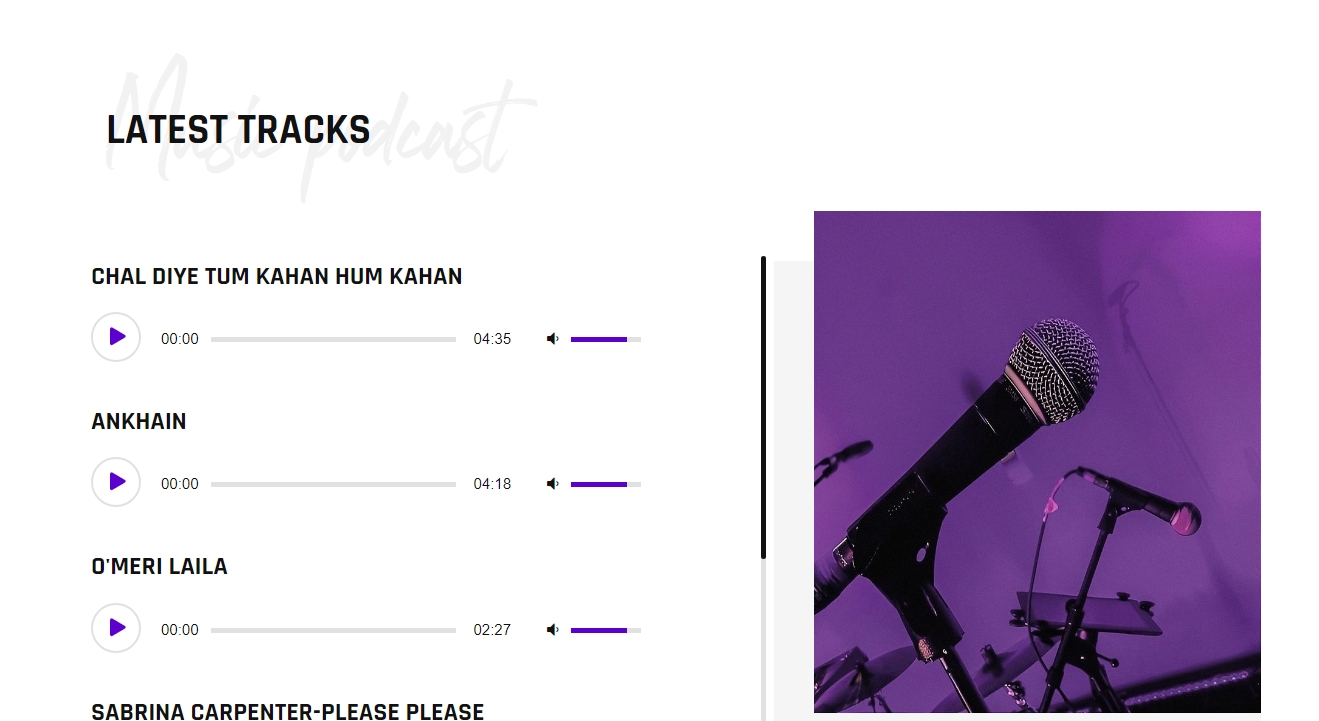 Music podcast
LATEST TRACKS
CHAL DIYE TUM KAHAN HUM KAHAN
00:00 04:35
ANKHAIN
00:00 04:18
O'MERI LAILA
00:00 02:27
SABRINA CARPENTER-PLEASE PLEASE